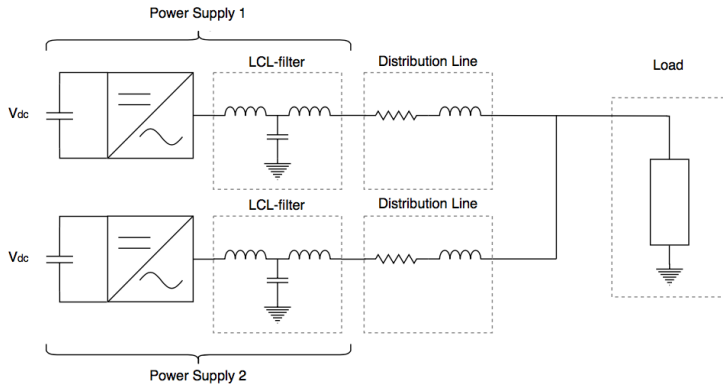 Power Supply 1
LCL-filter
Distribution Line
Load
Vdc
LCL-filter
Distribution Line
Vdc
Power Supply 2